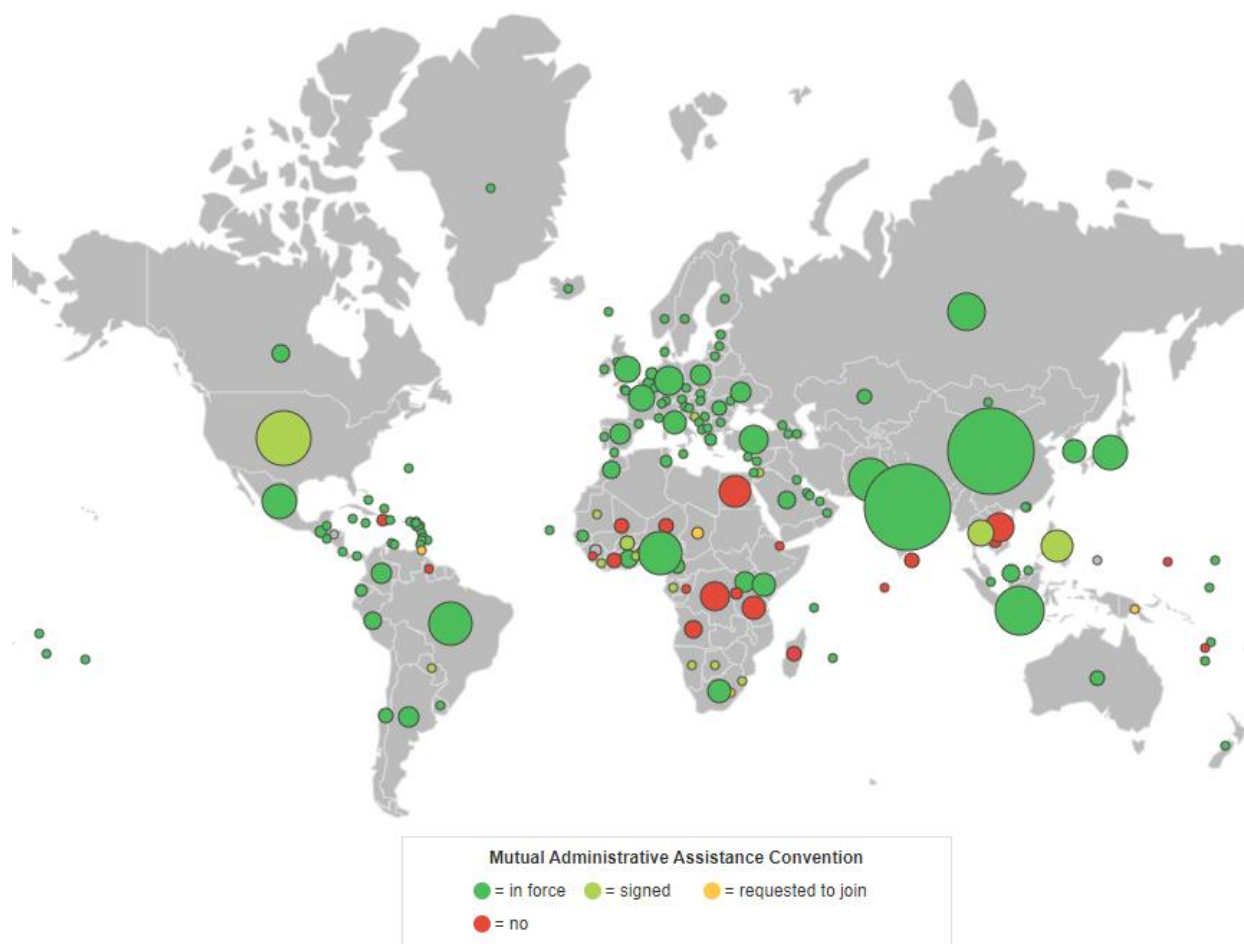 Mutual Administrative Assistance Convention
= in force = signed = requested to join
= no